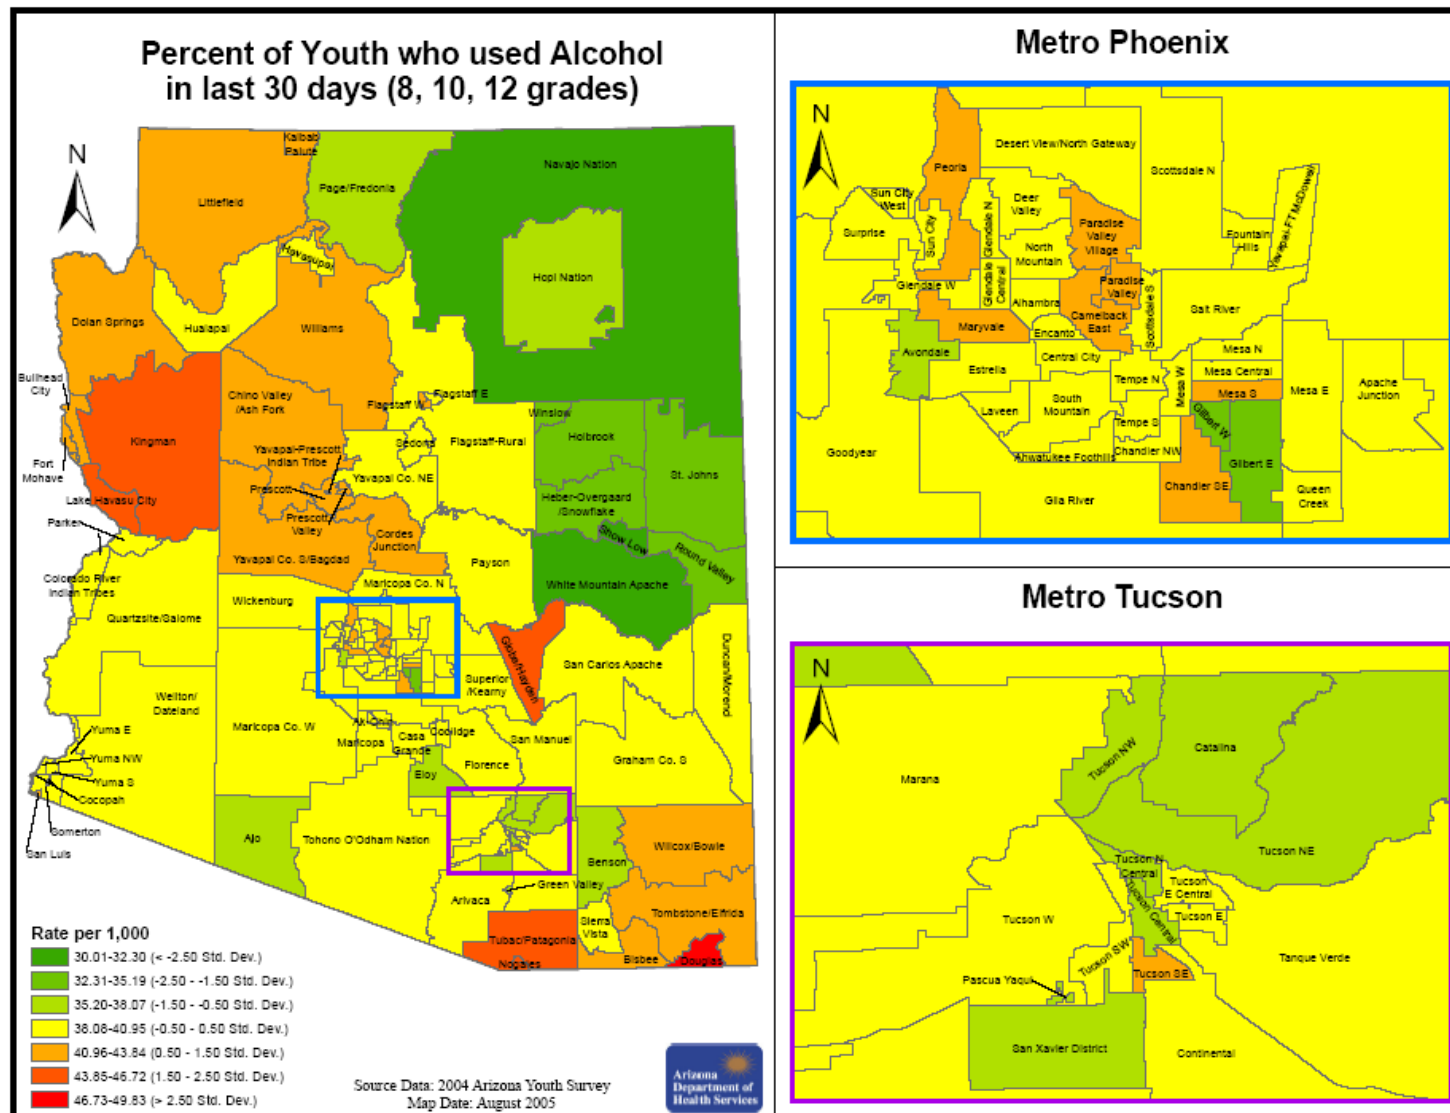 Percent of Youth who used Alcohol
in last 30 days (8, 10, 12 grades)
N
Kaibab
Paiute
Navajo Nation
Page/Fredonia
Littlefield
Havasupai
Hopi Nation
Dolan Springs
Hualapai
Williams
Bullhead
City
Chino Valley
/Ash Fork
Flagstaff W
Flagstaff E
Winslow
Kingman
Sedona
Flagstaff-Rural
Holbrook
Yavapai-Prescott
Indian Tribe
St. Johns
Fort
Mohave
Yavapai Co. NE
Prescott
Lake Havasu City
Heber-Overgaard
/Snowflake
Prescott
Valley
Parker
Cordes
Junction
Show Low
Yavapai Co. S/Bagdad
Payson
Round Valley
Colorado River
Indian Tribes
Maricopa Co. N
White Mountain Apache
Wickenburg
Quartzsite/Salome
Globe/Hayden
San Carlos Apache
Duncan/Morenci
Superior
/Kearny
Wellton/
Dateland
Maricopa Co. W
Ak-Chin
Maricopa
Casa
Grande
Coolidge
San Manuel
Yuma E
Yuma NW
Florence
Graham Co. S
Yuma S
Eloy
Cocopah
Somerton
San Luis
Ajo
Tohono O'Odham Nation
Willcox/Bowie
Benson
Green Valley
Arivaca
Tombstone/Elfrida
Sierra
Vista
Tubac/Patagonia
Nogales
Bisbee
Douglas
Rate per 1,000
30.01-32.30 (< -2.50 Std. Dev.)
32.31-35.19 (-2.50 - -1.50 Std. Dev.)
35.20-38.07 (-1.50 - -0.50 Std. Dev.)
38.08-40.95 (-0.50 - 0.50 Std. Dev.)
40.96-43.84 (0.50 - 1.50 Std. Dev.)
43.85-46.72 (1.50 - 2.50 Std. Dev.)
46.73-49.83 (> 2.50 Std. Dev.)
Source Data: 2004 Arizona Youth Survey
Map Date: August 2005
Arizona
Department of
Health Services
Metro Phoenix
N
Desert View/North Gateway
Peoria
Scottsdale N
Sun City
West
Deer
Valley
Yavapai-FT McDowell
Surprise
Sun City
Glendale N
Paradise
Valley
Village
Fountain
Hills
North
Mountain
Glendale W
Glendale
Central
Paradise
Valley
Alhambra
Camelback
East
Scottsdale S
Salt River
Maryvale
Encanto
Avondale
Central City
Mesa N
Estrella
Mesa Central
Tempe N
Mesa W
Mesa E
Apache
Junction
Mesa S
Laveen
South
Mountain
Tempe S
Gilbert W
Goodyear
Ahwatukee Foothills
Chandler NW
Gilbert E
Chandler SE
Gila River
Queen
Creek
Metro Tucson
N
Tucson NW
Catalina
Marana
Tucson NE
Tucson N
Central
Tucson
E Central
Tucson Central
Tucson E
Tucson W
Tucson SW
Tanque Verde
Tucson SE
Pascua Yaqui
San Xavier District
Continental